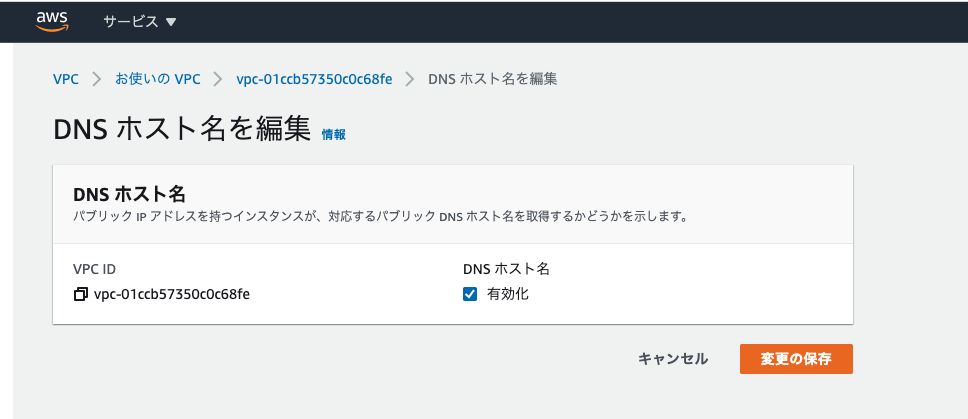 aws サービス ▼
VPC > お使いの VPC > vpc-01ccb57350c0c68fe > DNS ホスト名を編集
DNS ホスト名を編集 情報
DNS ホスト名
パブリック IP アドレスを持つインスタンスが、対応するパブリック DNS ホスト名を取得するかどうかを示します。
VPC ID
vpc-01ccb57350c0c68fe
DNS ホスト名
有効化
キャンセル
変更の保存